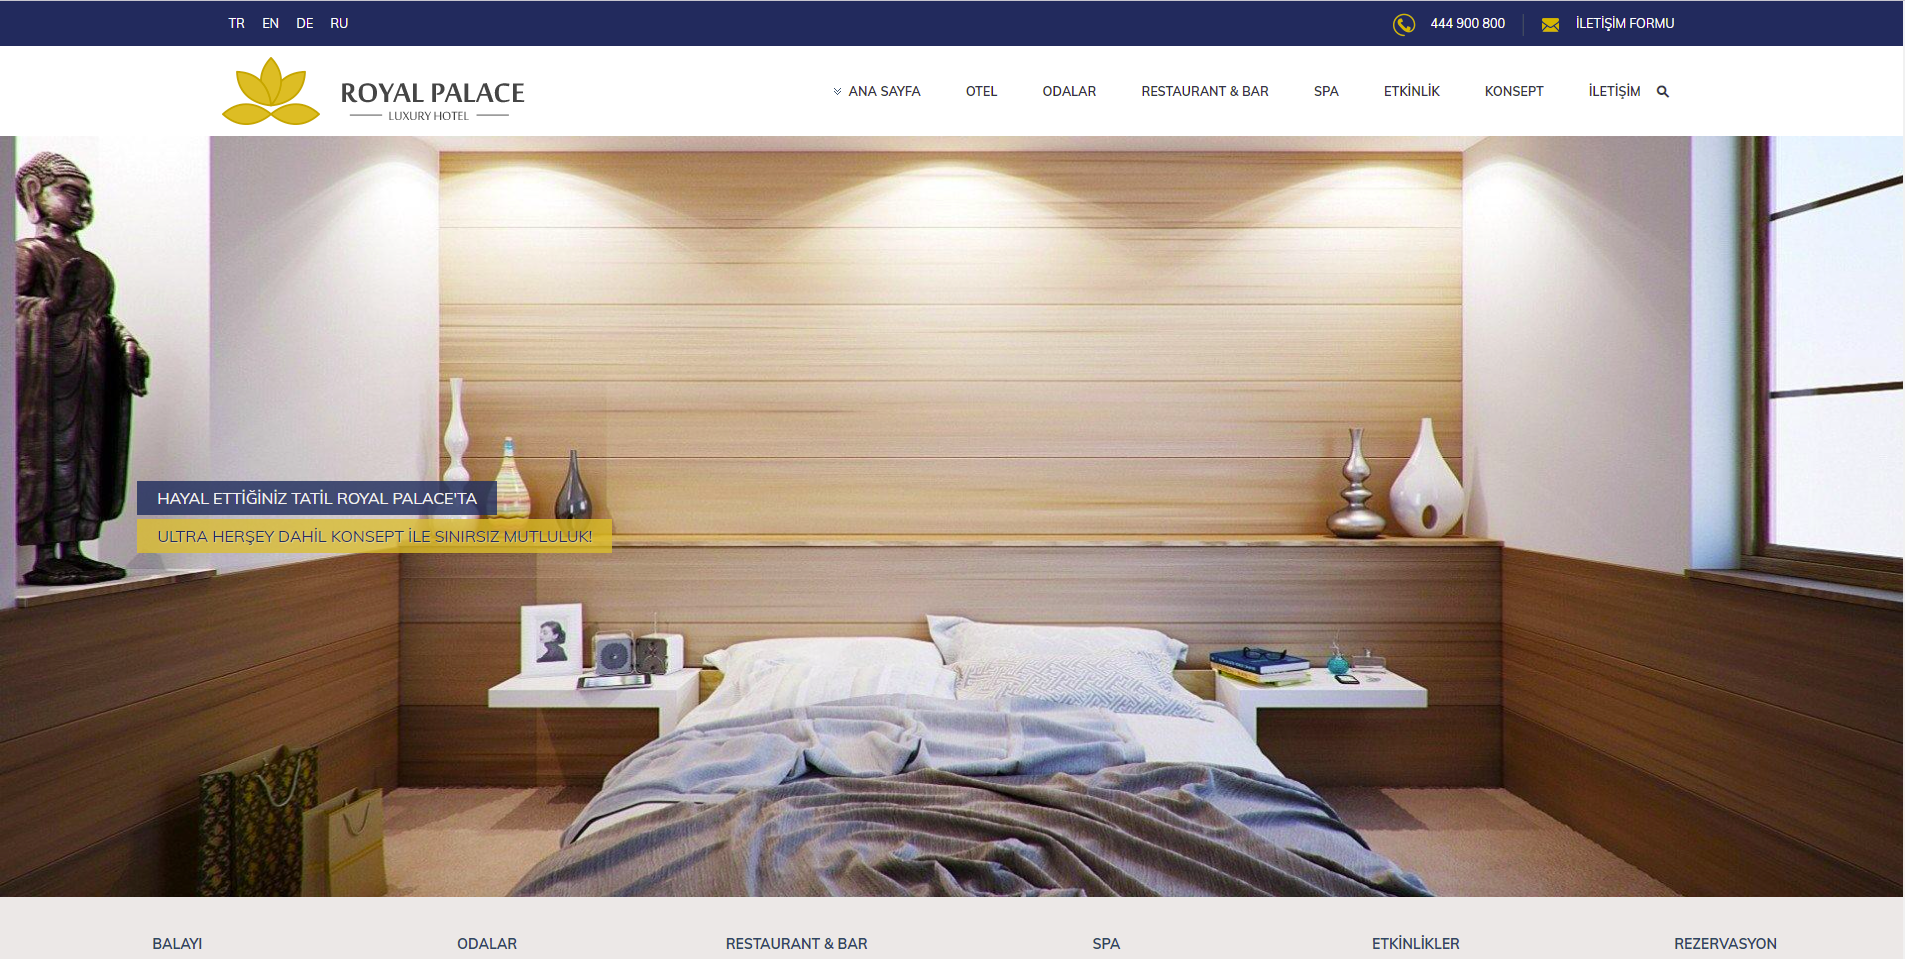 TR EN DE RU 444 900 800 İLETİŞİM FORMU
ROYAL PALACE
LUXURY HOTEL
ANA SAYFA OTEL ODALAR RESTAURANT & BAR SPA ETKİNLİK KONSEPT İLETİŞİM
HAYAL ETTİĞİNİZ TATİL ROYAL PALACE'TA
ULTRA HERŞEY DAHİL KONSEPT İLE SINIRSIZ MUTLULUK!
BALAYI ODALAR RESTAURANT & BAR SPA ETKİNLİKLER REZERVASYON